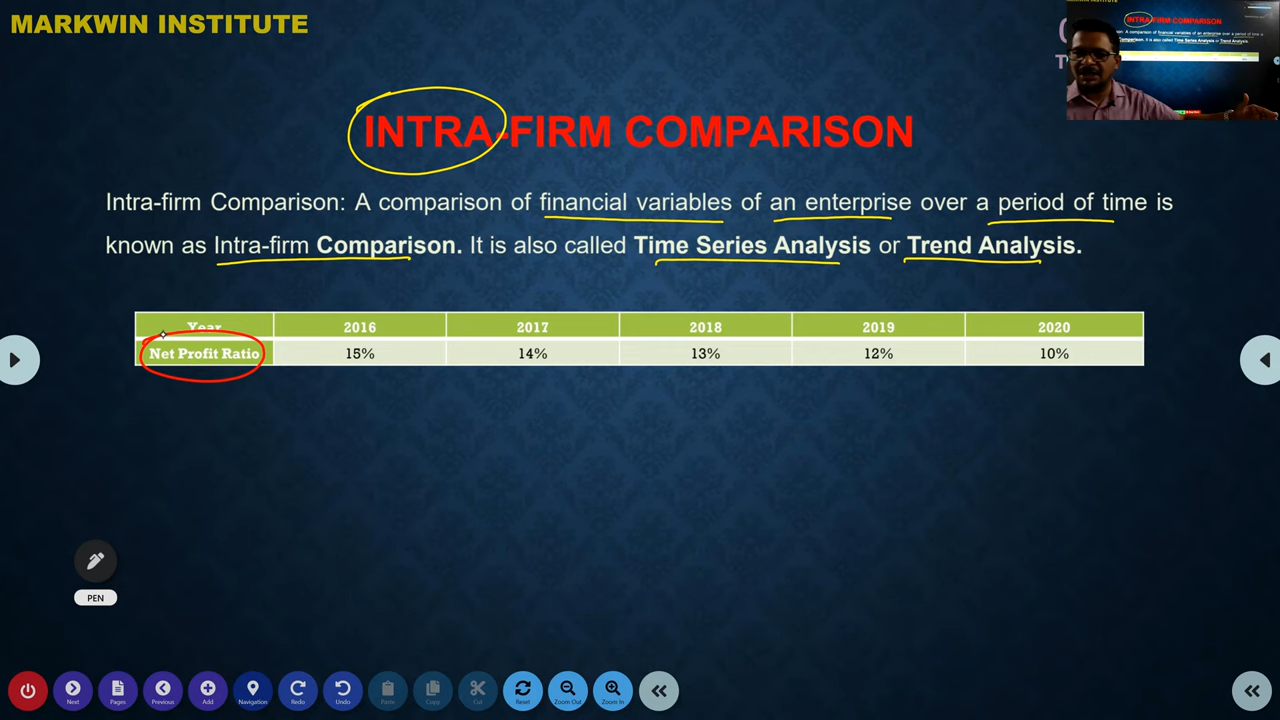 MARKWIN INSTITUTE
INTRA-FIRM COMPARISON
Intra-firm Comparison: A comparison of financial variables of an enterprise over a period of time is
known as Intra-firm Comparison. It is also called Time Series Analysis or Trend Analysis.
Year 2016 2017 2018 2019 2020
Net Profit Ratio 15% 14% 13% 12% 10%
PEN
Next Pages Previous Add Navigation Redo Undo Paste Copy Cut Reset Zoom Out Zoom In